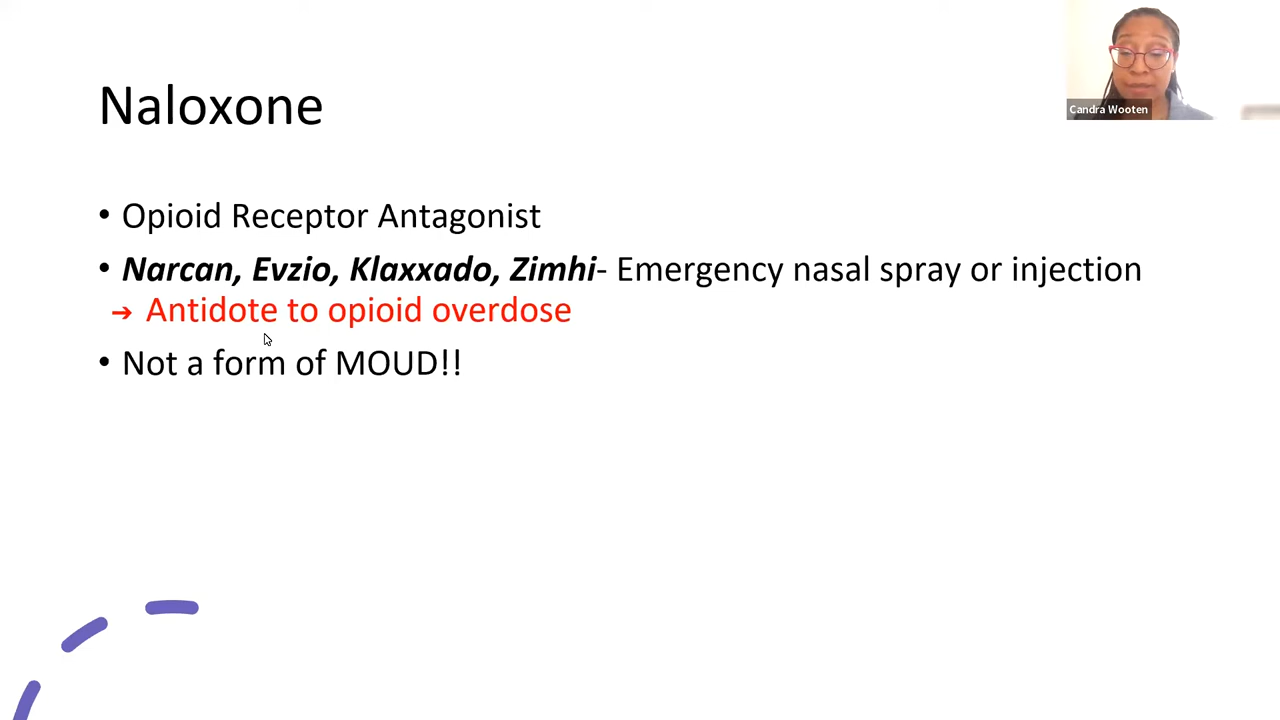 Candra Wooten
Naloxone
• Opioid Receptor Antagonist
• Narcan, Evzio, Klaxxado, Zimhi- Emergency nasal spray or injection
➔ Antidote to opioid overdose
• Not a form of MOUD!!